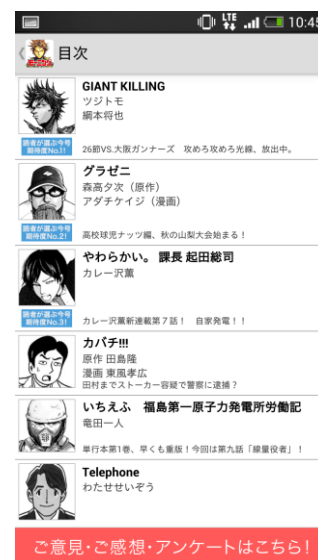 LTE 10:45
目次
GIANT KILLING
ツジトモ
綱本将也
読者が選ぶ今号
期待度No.1!
26節VS.大阪ガンナーズ 攻めろ攻めろ光線、放出中。
グラゼニ
森高夕次（原作）
アダチケイジ（漫画）
読者が選ぶ今号
期待度No.2!
高校球児ナッツ編、秋の山梨大会始まる！
やわらかい。課長 起田総司
カレー沢薫
読者が選ぶ今号
期待度No.3!
カレー沢薫新連載第７話！ 自家発電！！
カバチ!!!
原作 田島隆
漫画 東風孝広
田村までストーカー容疑で警察に逮捕？
いちえふ 福島第一原子力発電所労働記
竜田一人
単行本第1巻、早くも重版！今回は第九話「線量役者」！
Telephone
わたせせいぞう
ご意見・ご感想・アンケートはこちら！